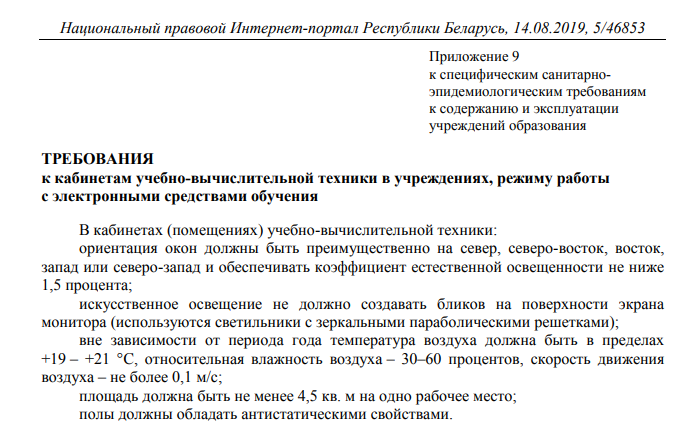 Национальный правовой Интернет-портал Республики Беларусь, 14.08.2019, 5/46853
Приложение 9
к специфическим санитарно-
эпидемиологическим требованиям
к содержанию и эксплуатации
учреждений образования
ТРЕБОВАНИЯ
к кабинетам учебно-вычислительной техники в учреждениях, режиму работы
с электронными средствами обучения
В кабинетах (помещениях) учебно-вычислительной техники:
ориентация окон должны быть преимущественно на север, северо-восток, восток,
запад или северо-запад и обеспечивать коэффициент естественной освещенности не ниже
1,5 процента;
искусственное освещение не должно создавать бликов на поверхности экрана
монитора (используются светильники с зеркальными параболическими решетками);
вне зависимости от периода года температура воздуха должна быть в пределах
+19 – +21 °C, относительная влажность воздуха – 30–60 процентов, скорость движения
воздуха – не более 0,1 м/с;
площадь должна быть не менее 4,5 кв. м на одно рабочее место;
полы должны обладать антистатическими свойствами.